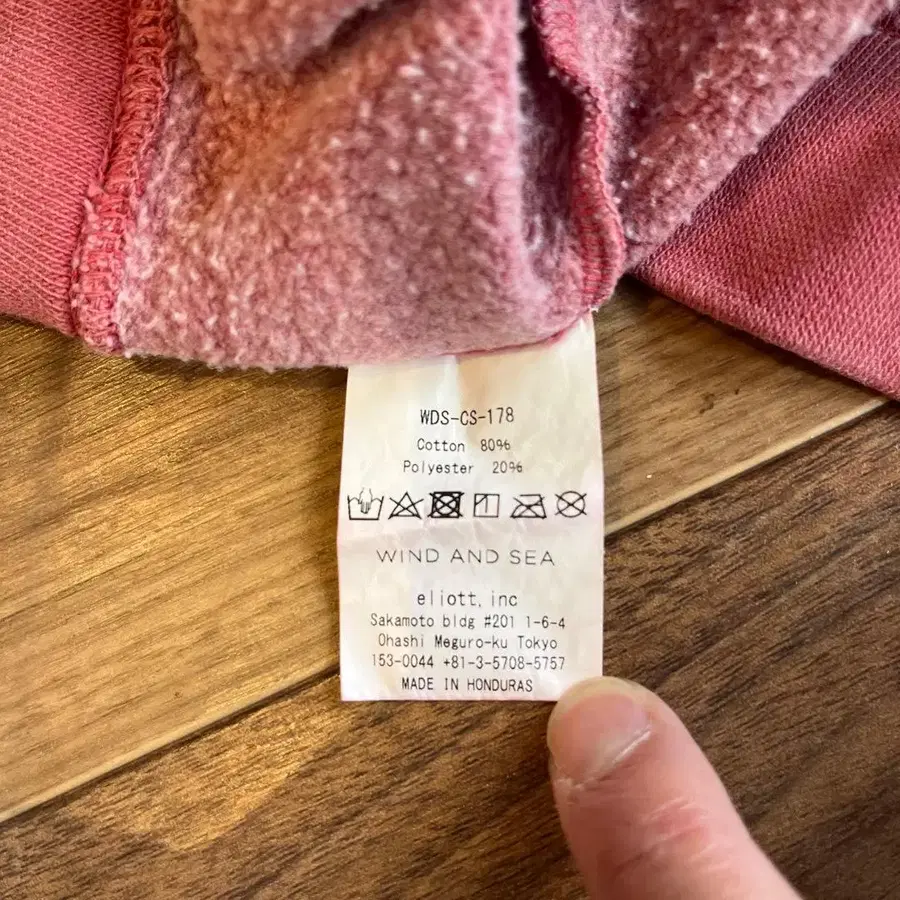 WDS-CS-178
Cotton 80%
Polyester 20%
WIND AND SEA
eliott, inc
Sakamoto bldg #201 1-6-4
Ohashi Meguro-ku Tokyo
153-0044 +81-3-5708-5757
MADE IN HONDURAS